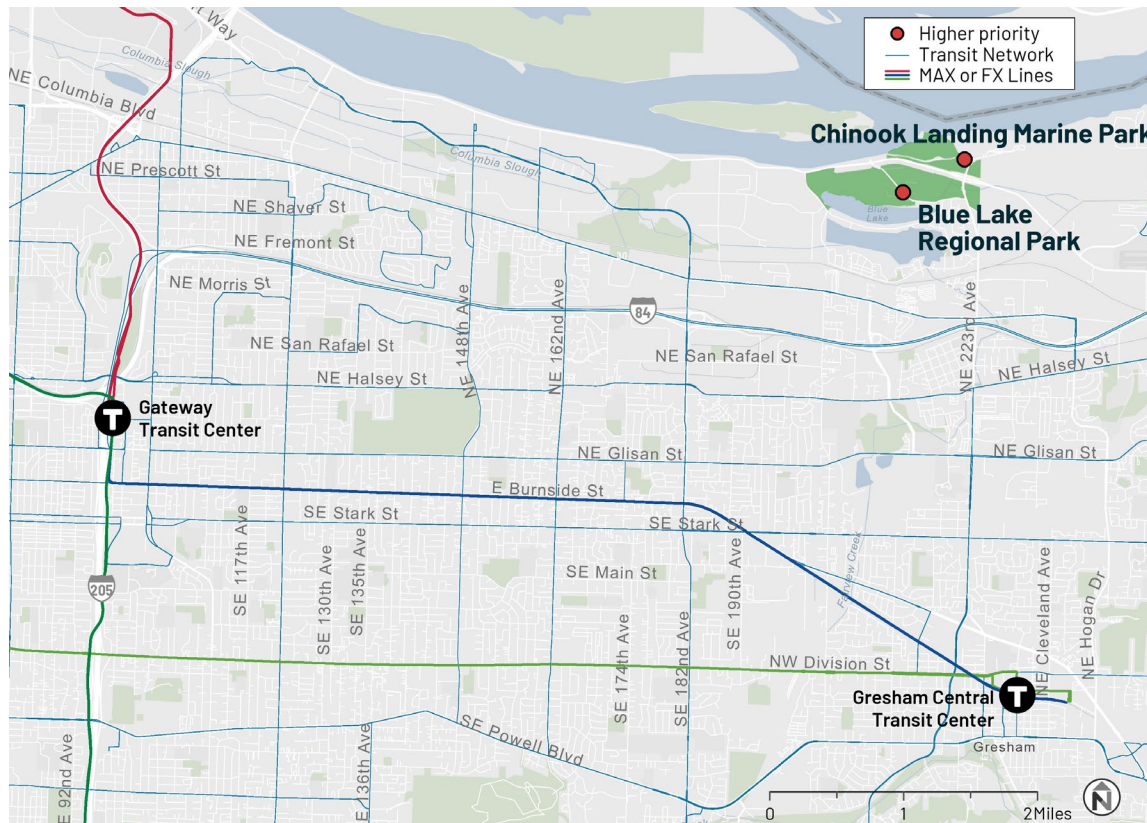 t Way
Higher priority
Transit Network
MAX or FX Lines
Columbia Slough
NE Columbia Blvd
Chinook Landing Marine Park
NE Prescott St
Columbia Slough
NE Shaver St
Blue
Lake
Blue Lake
Regional Park
NE Fremont St
NE Morris St
84
NE 148th Ave
NE 162nd Ave
NE 223rd Ave
NE San Rafael St
NE San Rafael St
NE Halsey St
NE Halsey St
Gateway
Transit Center
T
NE Glisan St
NE Glisan St
E Burnside St
SE Stark St
SE Stark St
205
SE 117th Ave
SE 130th Ave
SE 135th Ave
SE Main St
SE 190th Ave
Fairview Creek
NE Cleveland Ave
NE Hogan Dr
SE 174th Ave
SE 182nd Ave
NW Division St
Gresham Central
Transit Center
T
Gresham
SE Powell Blvd
E 92nd Ave
E 136th Ave
0
1
2Miles
N